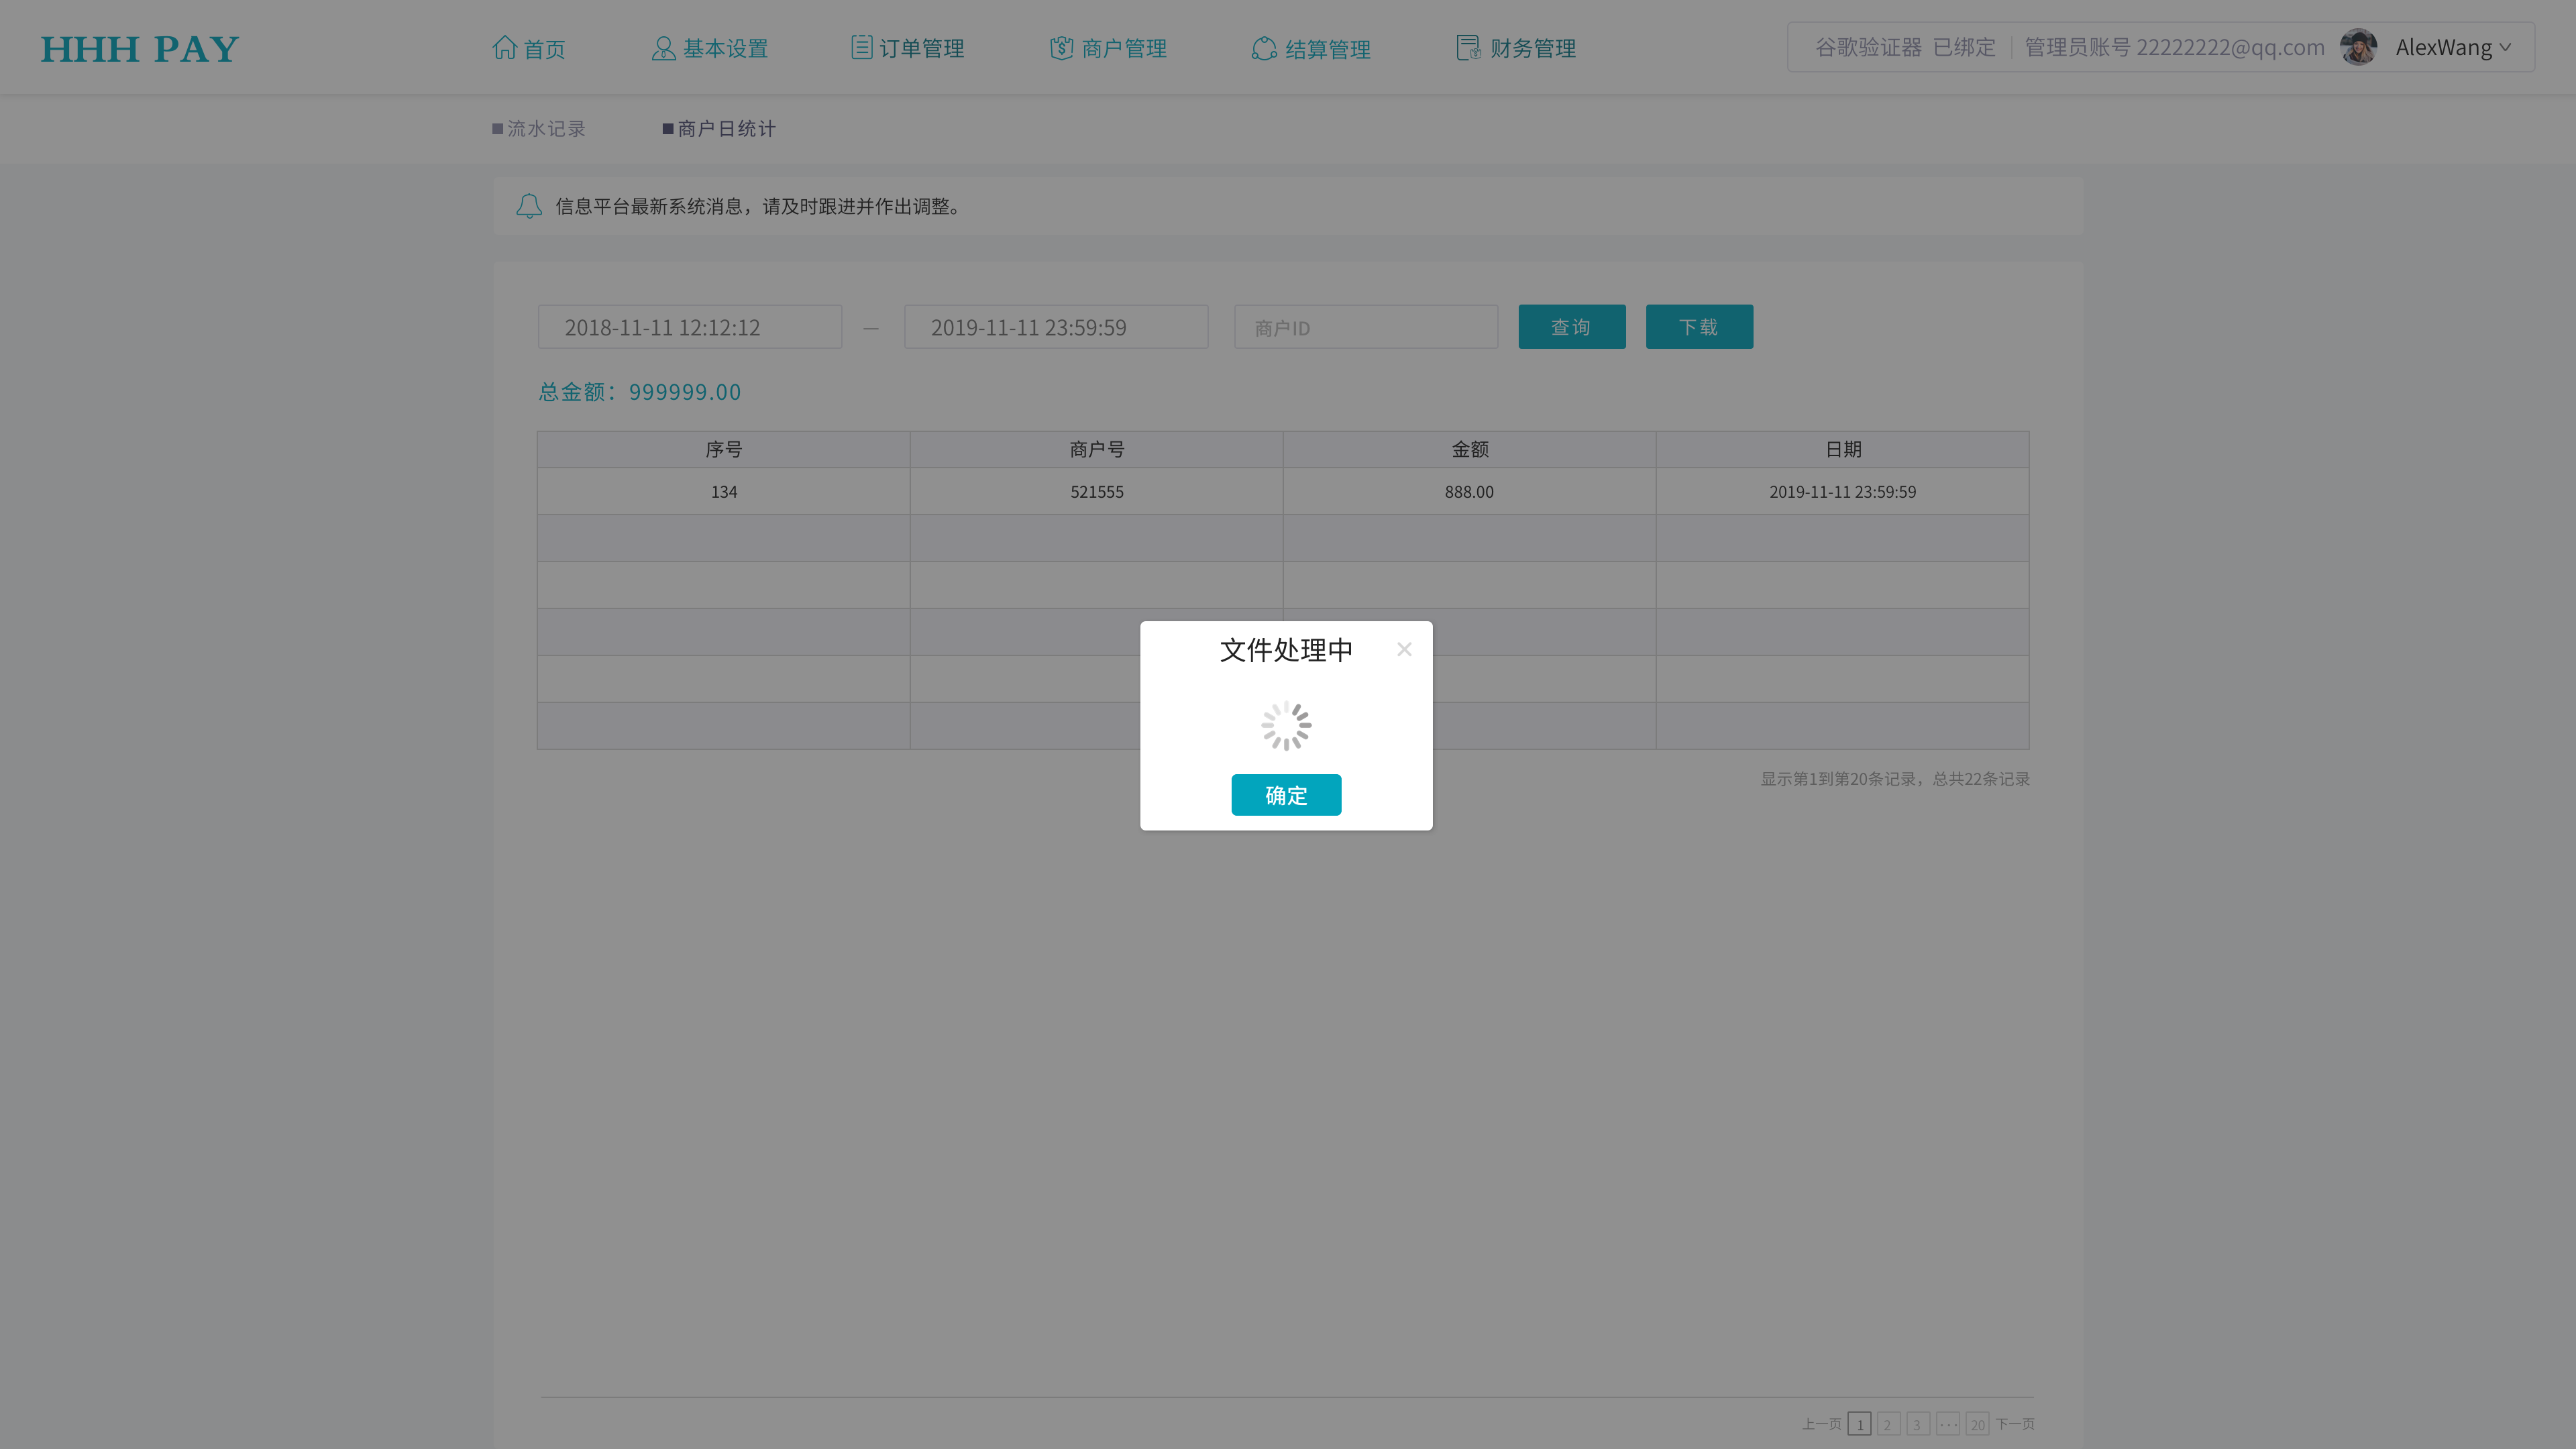 HHH PAY
首页
基本设置
订单管理
商户管理
结算管理
财务管理
谷歌验证器 已绑定
管理员账号 22222222@qq.com
AlexWang
流水记录
商户日统计
信息平台最新系统消息，请及时跟进并作出调整。
2018-11-11 12:12:12 — 2019-11-11 23:59:59
商户ID
查询
下载
总金额：999999.00
序号 商户号 金额 日期
134 521555 888.00 2019-11-11 23:59:59
文件处理中
确定
显示第1到第20条记录，总共22条记录
上一页 1 2 3 ··· 20 下一页